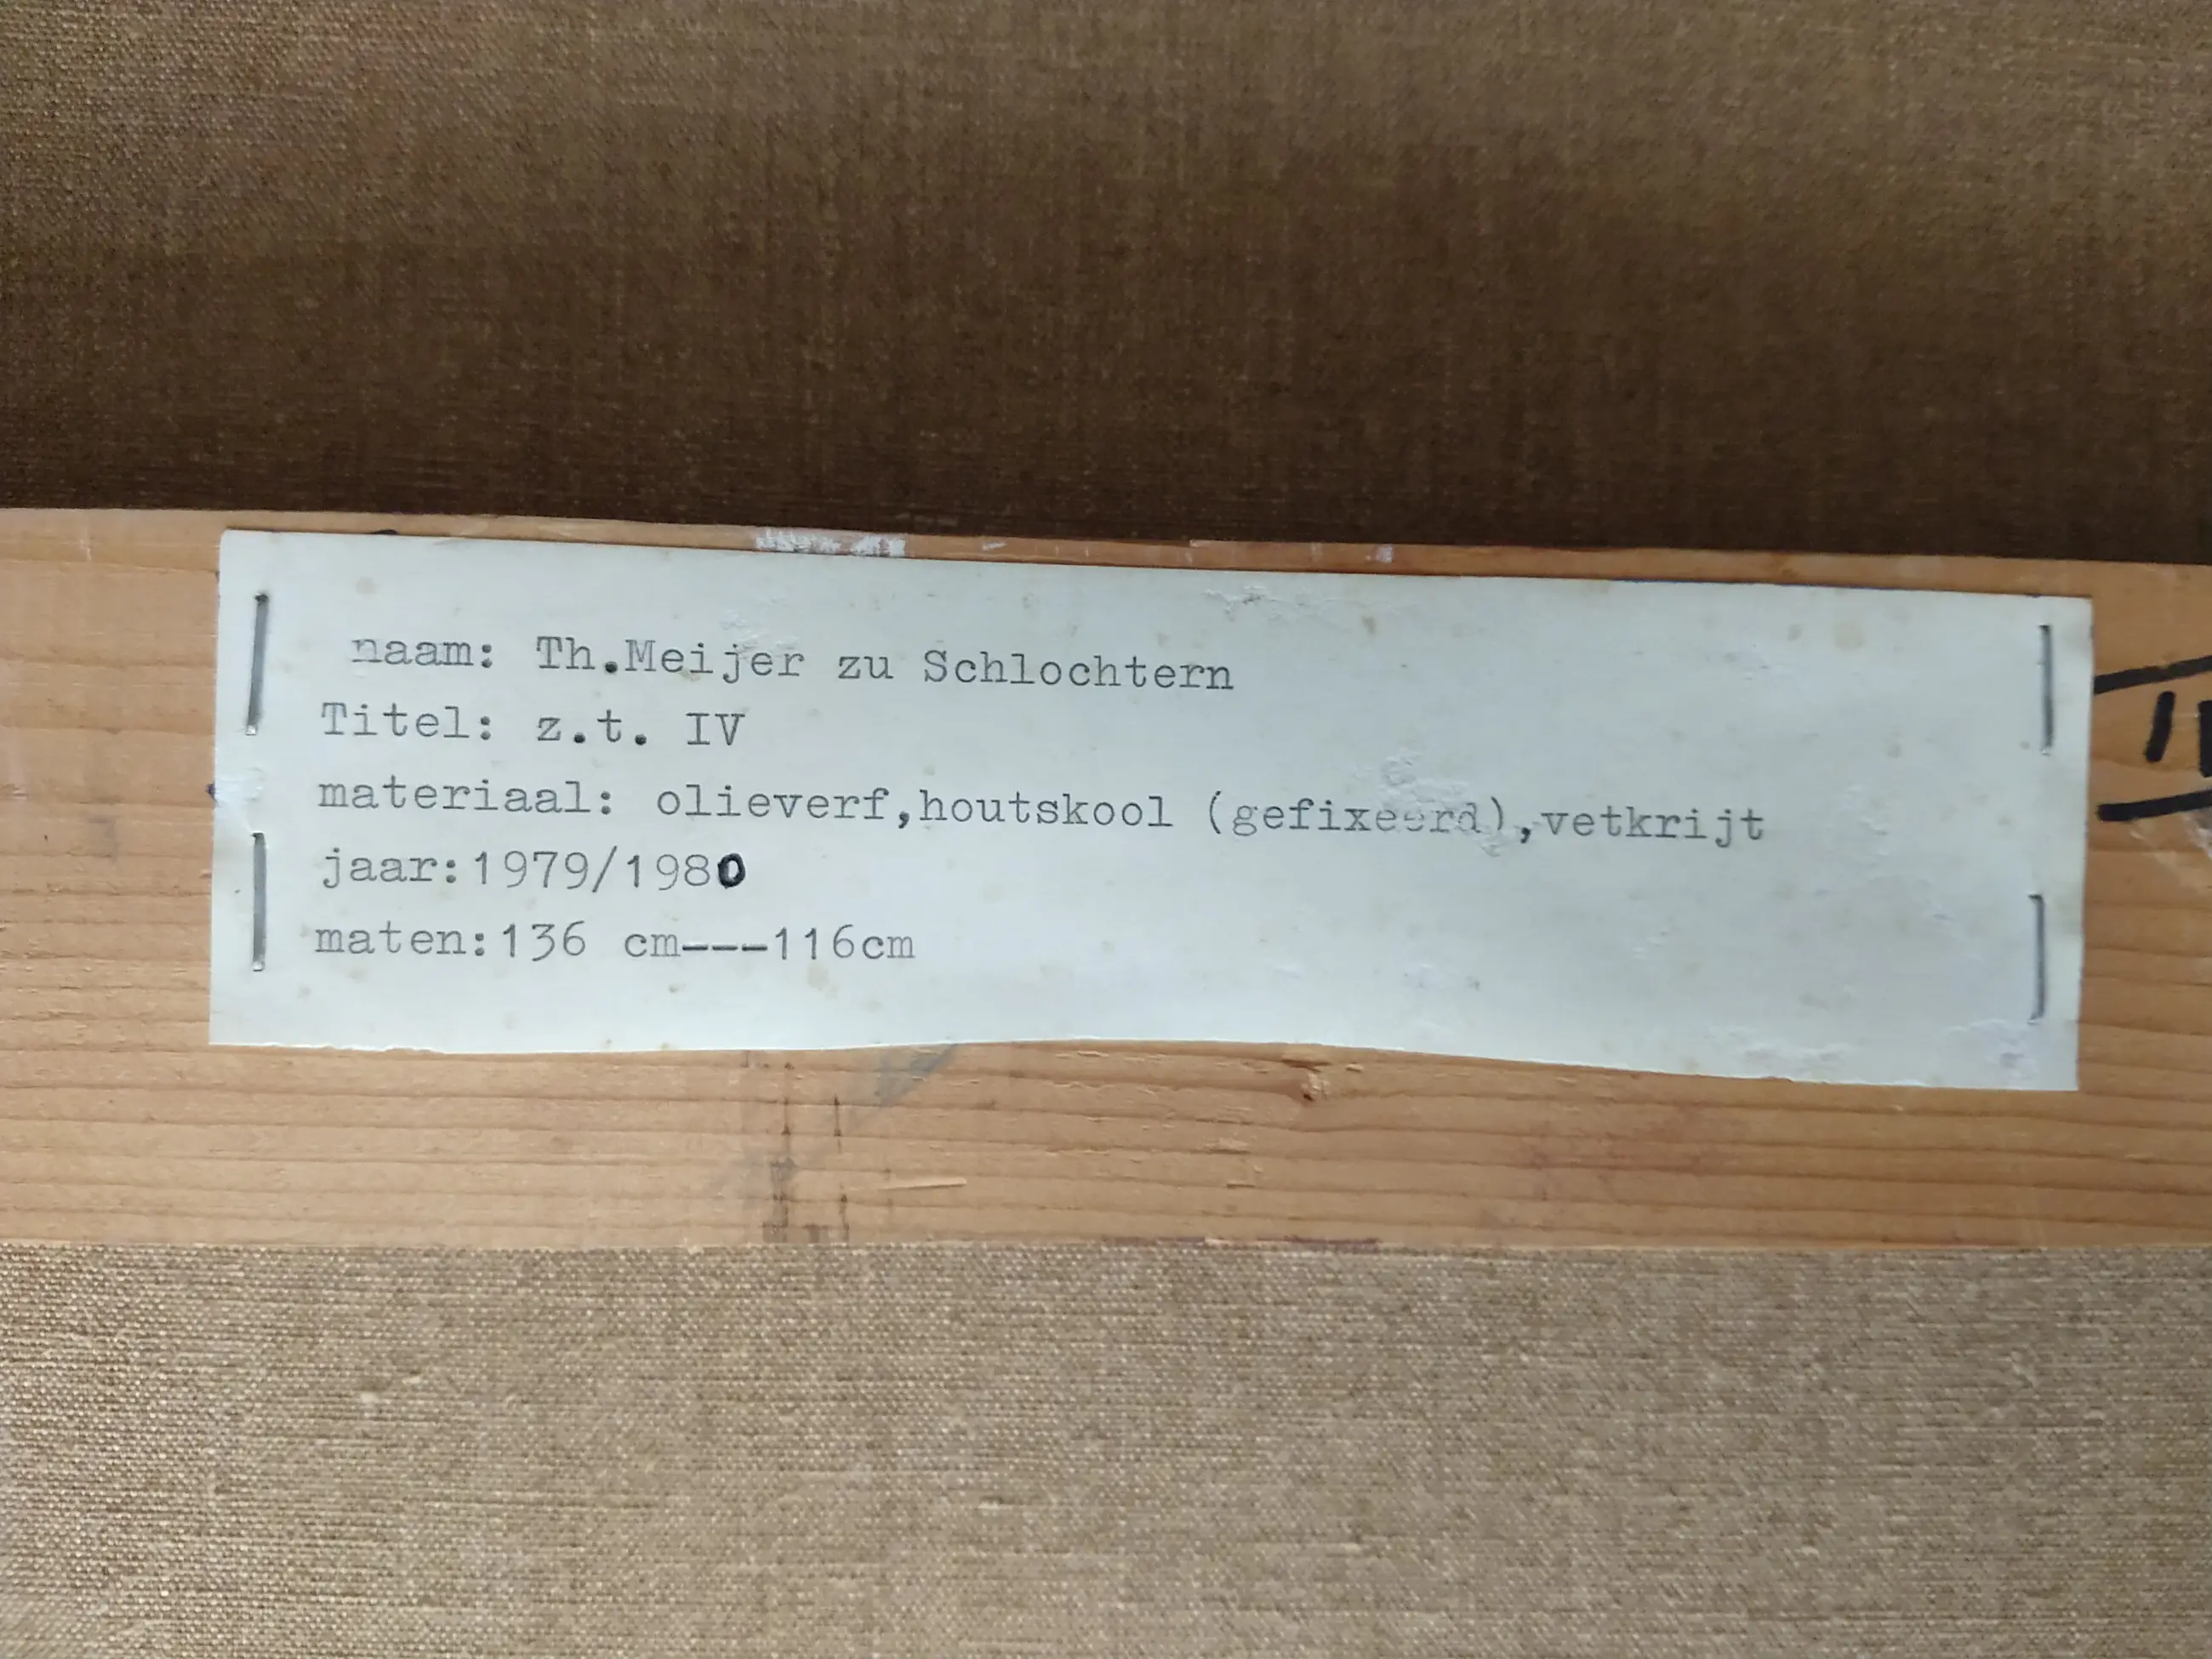 naam: Th.Meijer zu Schlochtern
Titel: z.t. IV
materiaal: olieverf,houtskool (gefixeerd),vetkrijt
jaar:1979/1980
maten:136 cm---116cm